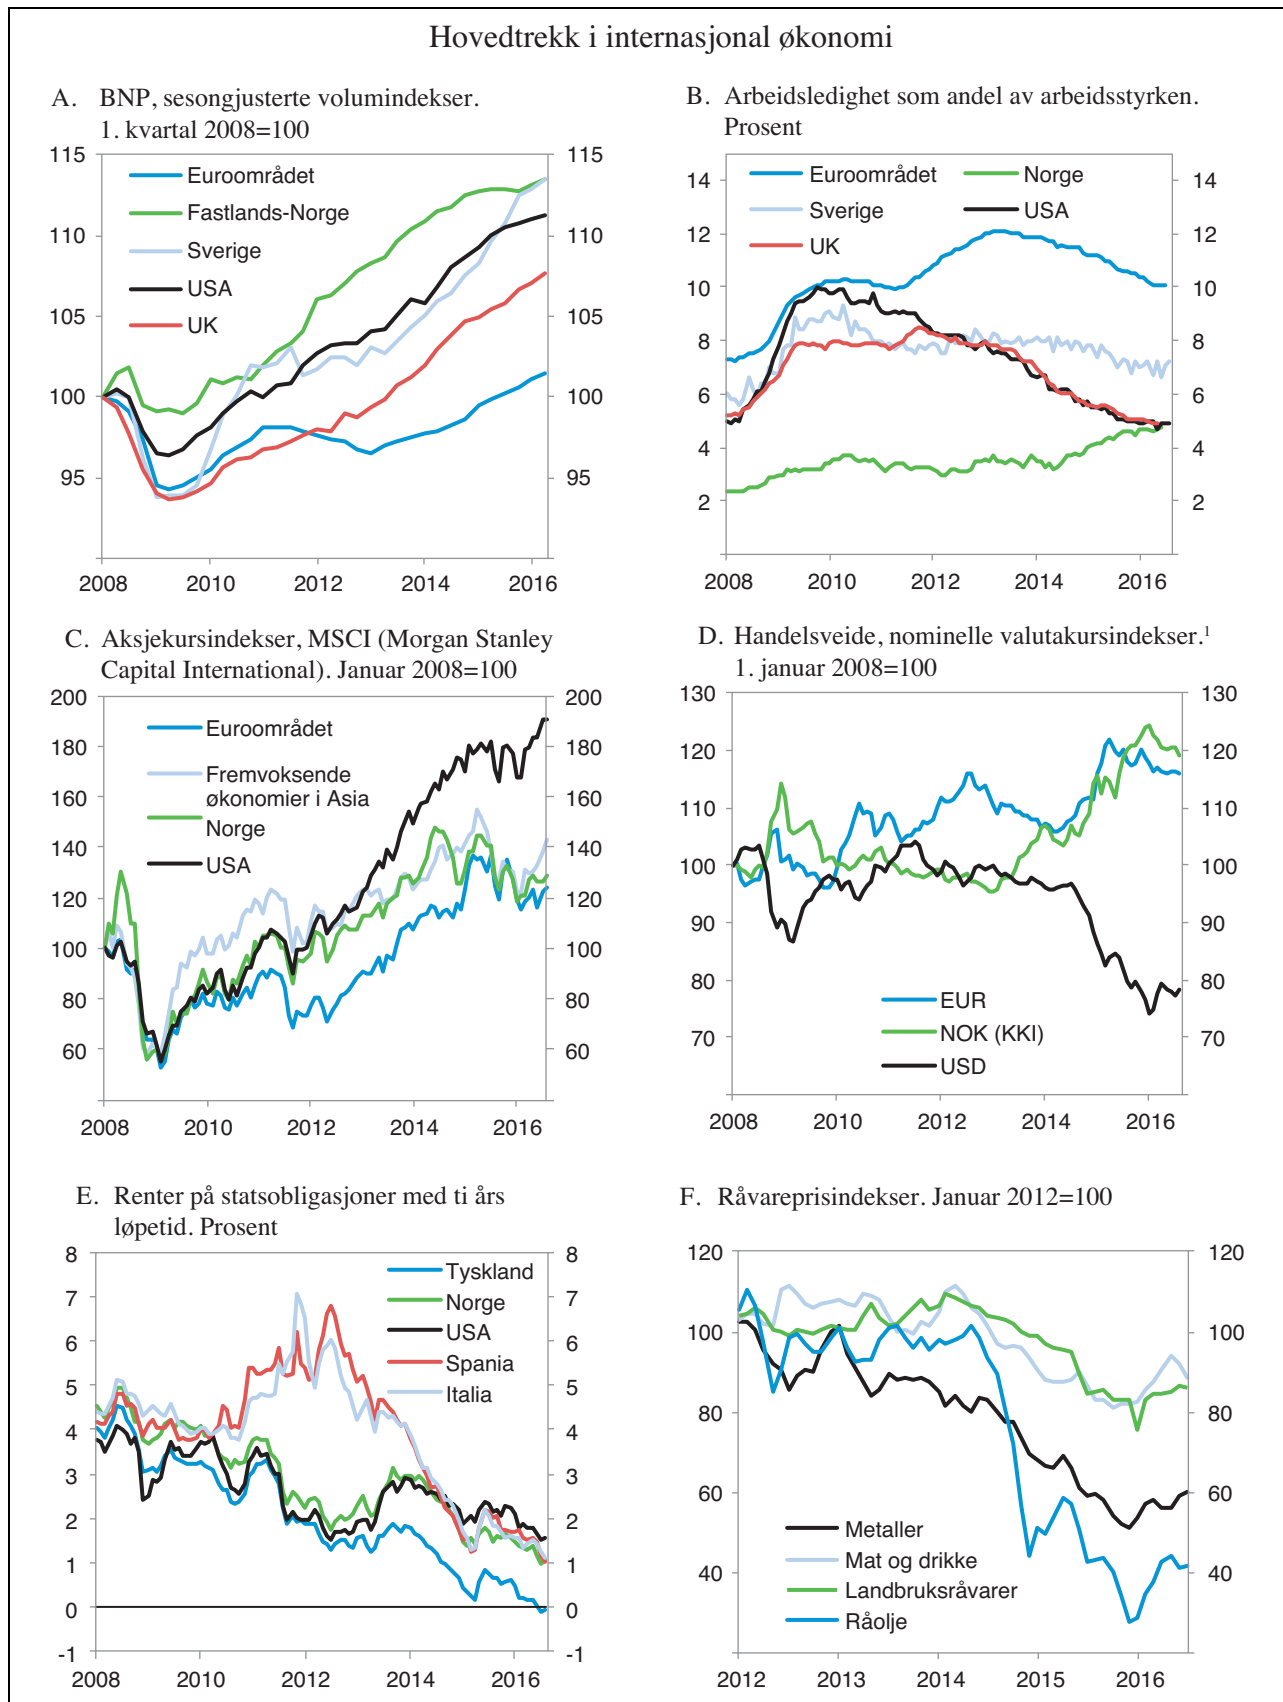 Hovedtrekk i internasjonal økonomi
A. BNP, sesongjusterte volumindekser.
1. kvartal 2008=100
115 115
Euroområdet
Fastlands-Norge
110 110
Sverige
USA
105 105
UK
100 100
95 95
2008 2010 2012 2014 2016
B. Arbeidsledighet som andel av arbeidsstyrken.
Prosent
14 14
Euroområdet Norge
Sverige USA
12 12
UK
10 10
8 8
6 6
4 4
2 2
2008 2010 2012 2014 2016
C. Aksjekursindekser, MSCI (Morgan Stanley
Capital International). Januar 2008=100
200 200
Euroområdet
180 180
Fremvoksende
økonomier i Asia
160 160
Norge
140 140
USA
120 120
100 100
80 80
60 60
2008 2010 2012 2014 2016
D. Handelsveide, nominelle valutakursindekser.¹
1. januar 2008=100
130 130
120 120
110 110
100 100
90 90
80 80
EUR
70 70
NOK (KKI)
USD
2008 2010 2012 2014 2016
E. Renter på statsobligasjoner med ti års
løpetid. Prosent
8 8
Tyskland
7 7
Norge
USA
6 6
Spania
5 5
Italia
4 4
3 3
2 2
1 1
0 0
-1 -1
2008 2010 2012 2014 2016
F. Råvareprisindekser. Januar 2012=100
120 120
100 100
80 80
60 60
Metaller
Mat og drikke
40 40
Landbruksråvarer
Råolje
2012 2013 2014 2015 2016